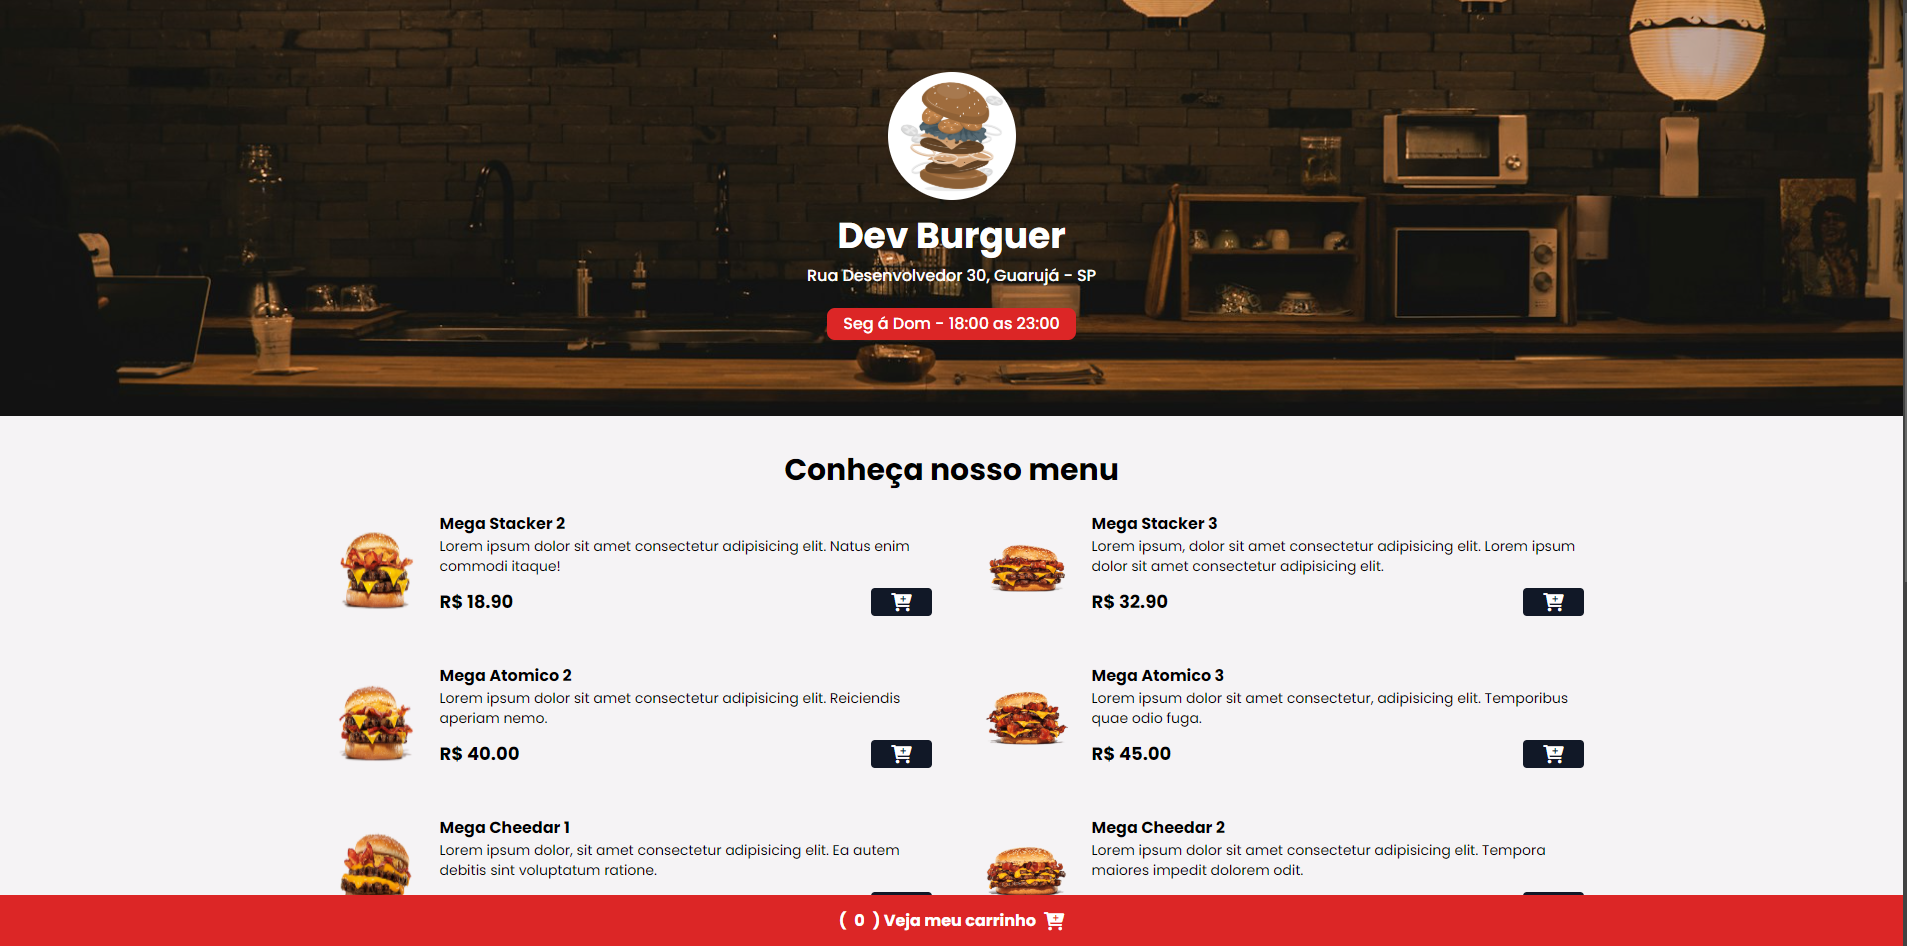 Dev Burguer
Rua Desenvolvedor 30, Guarujá - SP
Seg á Dom - 18:00 as 23:00
Conheça nosso menu
Mega Stacker 2
Lorem ipsum dolor sit amet consectetur adipisicing elit. Natus enim
commodi itaque!
R$ 18.90
Mega Stacker 3
Lorem ipsum, dolor sit amet consectetur adipisicing elit. Lorem ipsum
dolor sit amet consectetur adipisicing elit.
R$ 32.90
Mega Atomico 2
Lorem ipsum dolor sit amet consectetur adipisicing elit. Reiciendis
aperiam nemo.
R$ 40.00
Mega Atomico 3
Lorem ipsum dolor sit amet consectetur, adipisicing elit. Temporibus
quae odio fuga.
R$ 45.00
Mega Cheedar 1
Lorem ipsum dolor, sit amet consectetur adipisicing elit. Ea autem
debitis sint voluptatum ratione.
Mega Cheedar 2
Lorem ipsum dolor sit amet consectetur adipisicing elit. Tempora
maiores impedit dolorem odit.
( 0 ) Veja meu carrinho